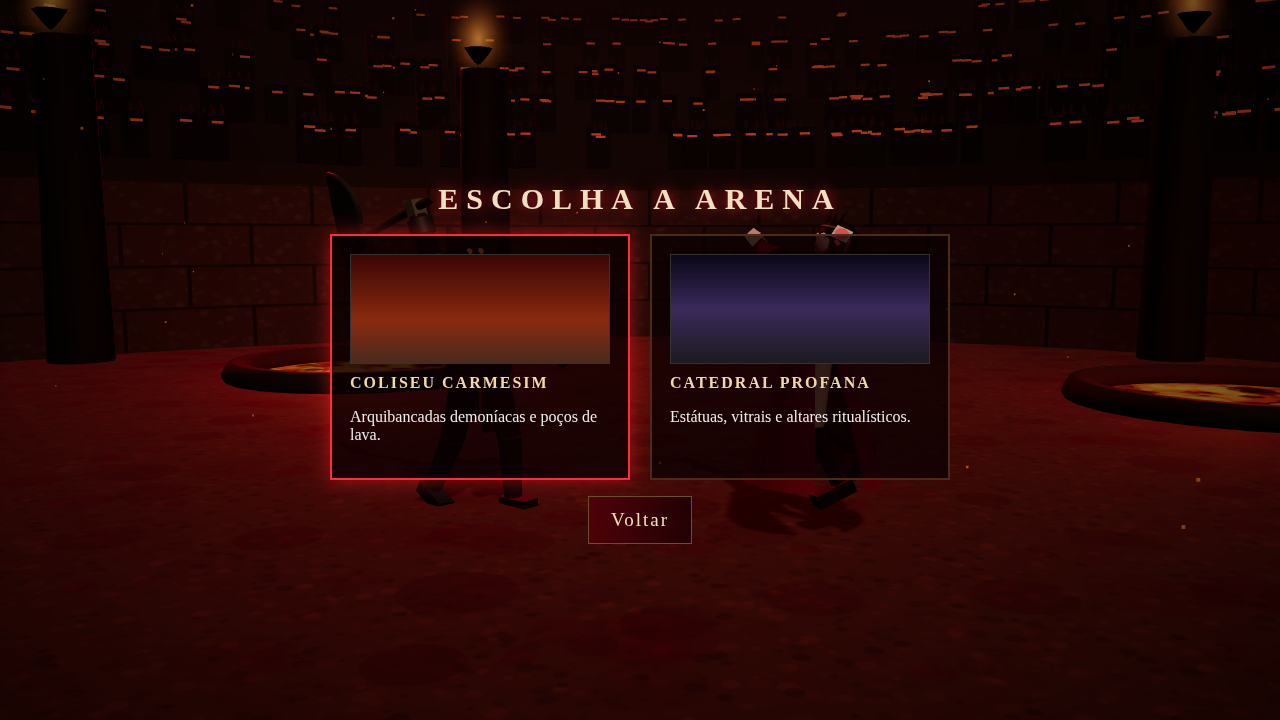 ESCOLHA A ARENA
COLISEU CARMESIM
Arquibancadas demoníacas e poços de
lava.
CATEDRAL PROFANA
Estátuas, vitrais e altares ritualísticos.
Voltar